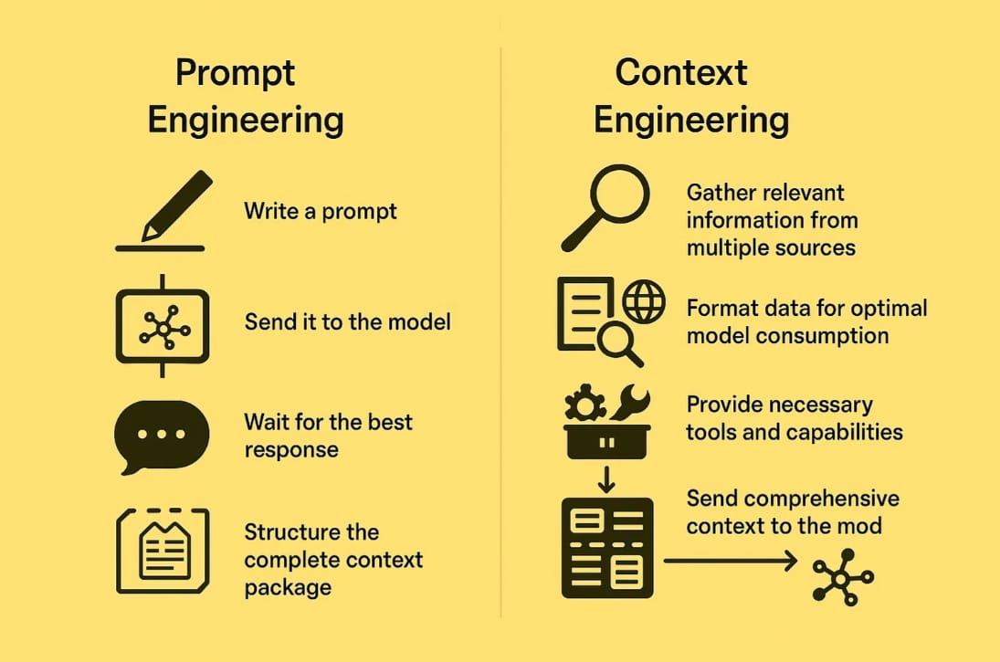 Prompt
Engineering
Write a prompt
Send it to the model
Wait for the best
response
Structure the
complete context
package
Context
Engineering
Gather relevant
information from
multiple sources
Format data for optimal
model consumption
Provide necessary
tools and capabilities
Send comprehensive
context to the mod